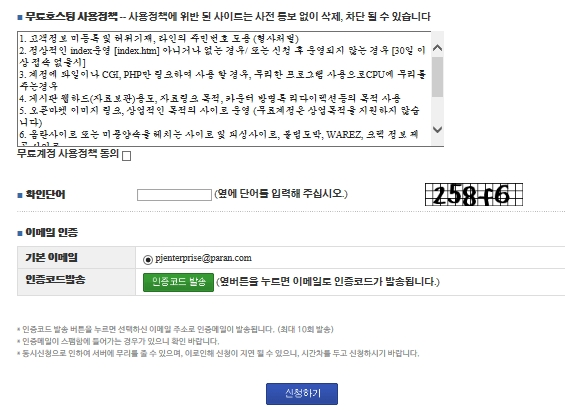 ■ 무료호스팅 사용정책 -- 사용정책에 위반 된 사이트는 사전 통보 없이 삭제, 차단 될 수 있습니다
1. 고객정보 미등록 및 허위기재, 타인의 주민번호 도용 (형사처벌)
2. 정상적인 index운영 [index.htm] 아니거나 없는 경우/ 또는 신청 후 운영되지 않는 경우 [30일 이
상 접속 없을시]
3. 계정에 파일이나 CGI, PHP만 링크하여 사용 할 경우, 무리한 프로그램 사용으로CPU에 무리를
주는경우
4. 게시판 웹하드(자료보관)용도, 자료링크 목적, 카운터 방명록 리다이렉션등의 목적 사용
5. 오픈마켓 이미지 링크, 상업적인 목적의 사이트 운영 (무료계정은 상업목적을 지원하지 않습
니다)
6. 음란사이트 또는 미풍양속을 해치는 사이트 및 피싱사이트, 불법도박, WAREZ, 크랙 정보 제
공 사이트
무료계정 사용정책 동의
■ 확인단어 (옆에 단어를 입력해 주십시오.) 258f6
■ 이메일 인증
기본 이메일 pjenterprise@paran.com
인증코드발송 인증코드 발송 (옆버튼을 누르면 이메일로 인증코드가 발송됩니다.)
* 인증코드 발송 버튼을 누르면 선택하신 이메일 주소로 인증메일이 발송됩니다. (최대 10회 발송)
* 인증메일이 스팸함에 들어가는 경우가 있으니 확인 바랍니다.
* 동시신청으로 인하여 서버에 무리를 줄 수 있으며, 이로인해 신청이 지연 될 수 있으니, 시간차를 두고 신청하시기 바랍니다.
신청하기